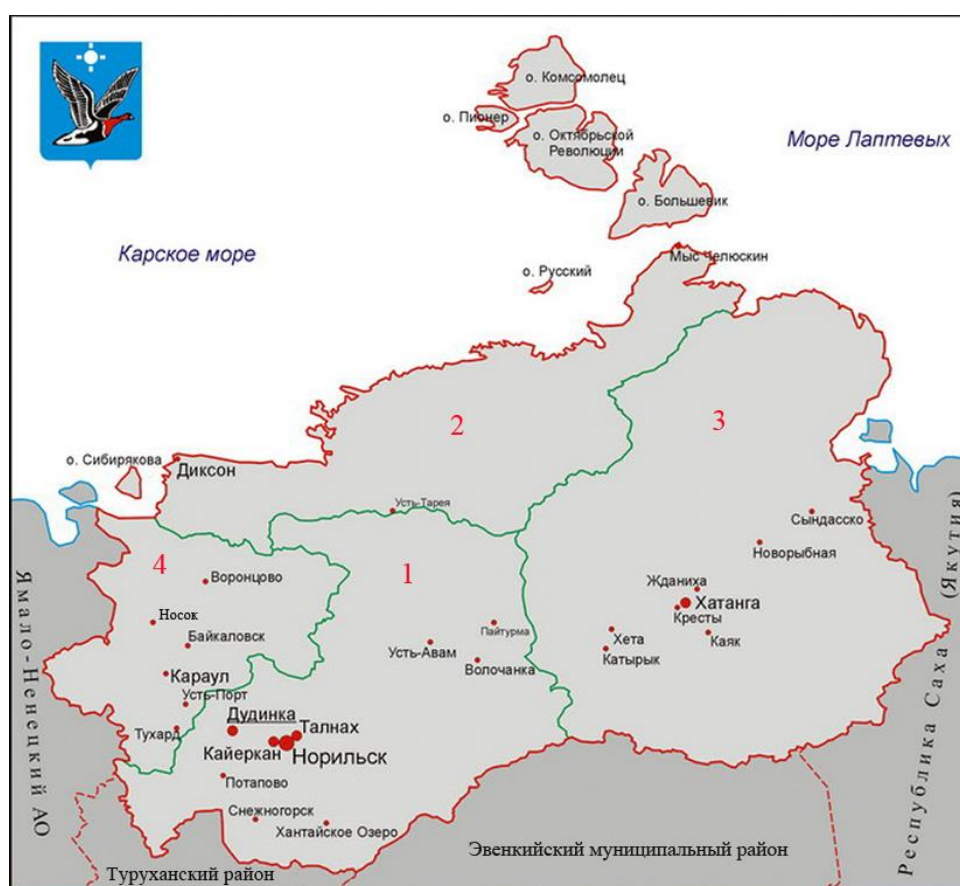 о. Комсомолец
о. Пионер
о. Октябрьской
Революции
Море Лаптевых
о. Большевик
Карское море
Мыс Челюскин
о. Русский
2
3
о. Сибирякова
Диксон
Усть-Тарея
Сындасско
Новорыбная
4
1
Воронцово
Жданиха
Хатанга
Носок
Кресты
Пайтурма
Байкаловск
Усть-Авам
Хета
Каяк
Волочанка
Катырык
Караул
Усть-Порт
Тухард
Дудинка
Талнах
Кайеркан
Норильск
Потапово
Снежногорск
Хантайское Озеро
Ямало-Ненецкий АО
Республика Саха (Якутия)
Эвенкийский муниципальный район
Туруханский район